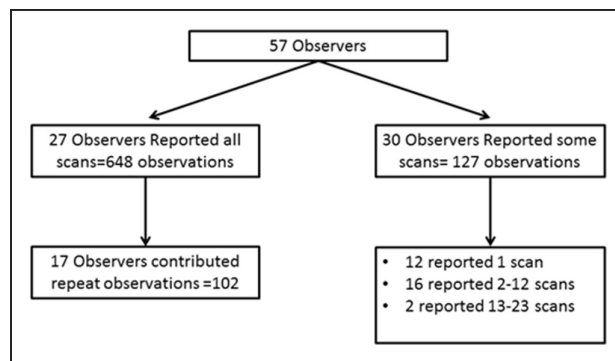 57 Observers
27 Observers Reported all
scans=648 observations
30 Observers Reported some
scans= 127 observations
17 Observers contributed
repeat observations =102
• 12 reported 1 scan
• 16 reported 2-12 scans
• 2 reported 13-23 scans